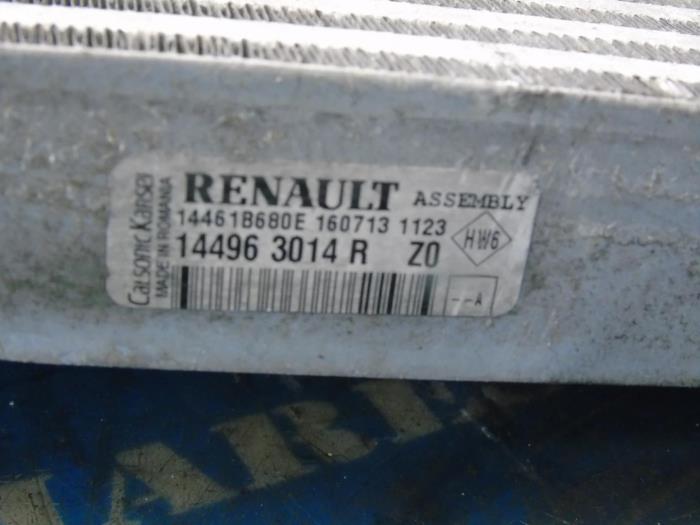 RENAULT ASSEMBLY
14461B680E 160713 1123
HW6
14496 3014 R Z0
--A
Calsonic Kansei
MADE IN ROMANIA